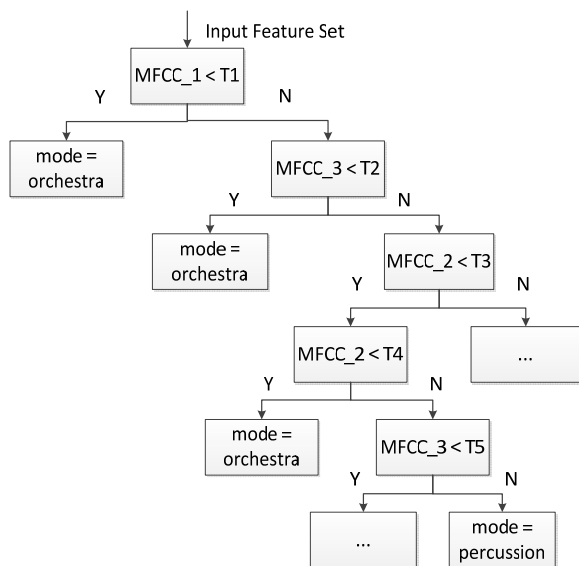 Input Feature Set
MFCC_1 < T1
Y
N
mode =
orchestra
MFCC_3 < T2
Y
N
mode =
orchestra
MFCC_2 < T3
Y
N
MFCC_2 < T4
...
Y
N
mode =
orchestra
MFCC_3 < T5
Y
N
...
mode =
percussion